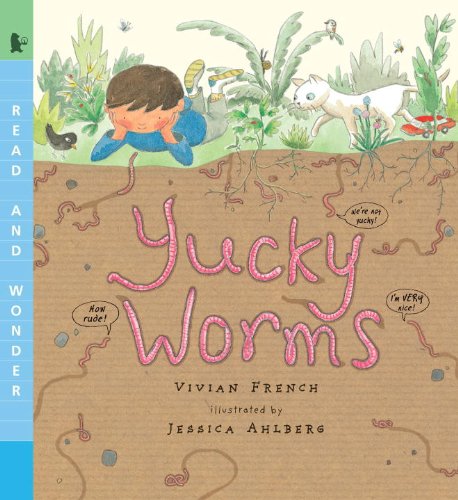 READ AND WONDER
We're not yucky!
Yucky
How rude!
I'm VERY nice!
Worms
VIVIAN FRENCH
illustrated by
JESSICA AHLBERG